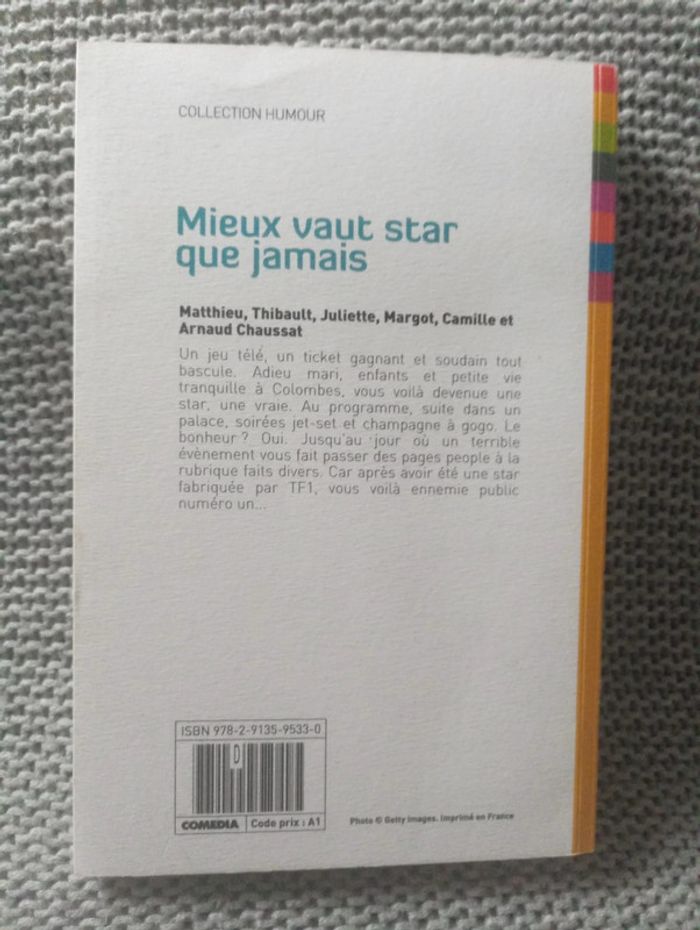 COLLECTION HUMOUR
Mieux vaut star
que jamais
Matthieu, Thibault, Juliette, Margot, Camille et
Arnaud Chaussat
Un jeu télé, un ticket gagnant et soudain tout
bascule. Adieu mari, enfants et petite vie
tranquille à Colombes, vous voilà devenue une
star, une vraie. Au programme, suite dans un
palace, soirées jet-set et champagne à gogo. Le
bonheur ? Oui. Jusqu'au jour où un terrible
évènement vous fait passer des pages people à la
rubrique faits divers. Car après avoir été une star
fabriquée par TF1, vous voilà ennemie public
numéro un...
ISBN 978-2-9135-9533-0
D
COMEDIA Code prix : A1
Photo © Getty Images. Imprimé en France